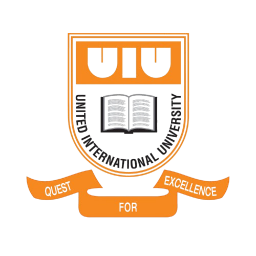 UIU
UNITED INTERNATIONAL UNIVERSITY
QUEST
FOR
EXCELLENCE